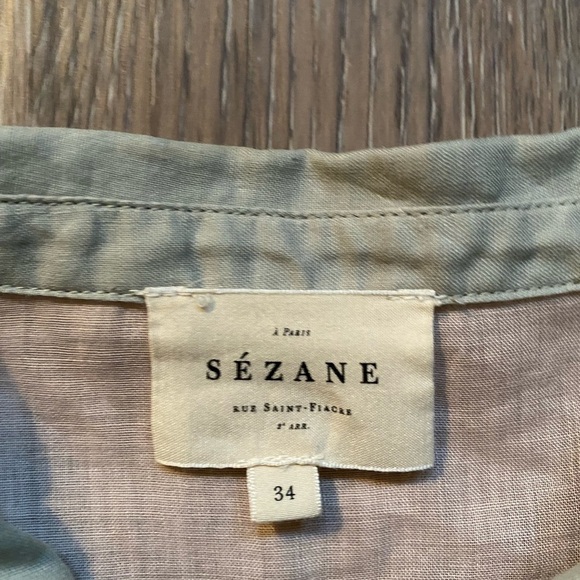 À PARIS
SÉZANE
RUE SAINT-FIACRE
2ᵉ ARR.
34